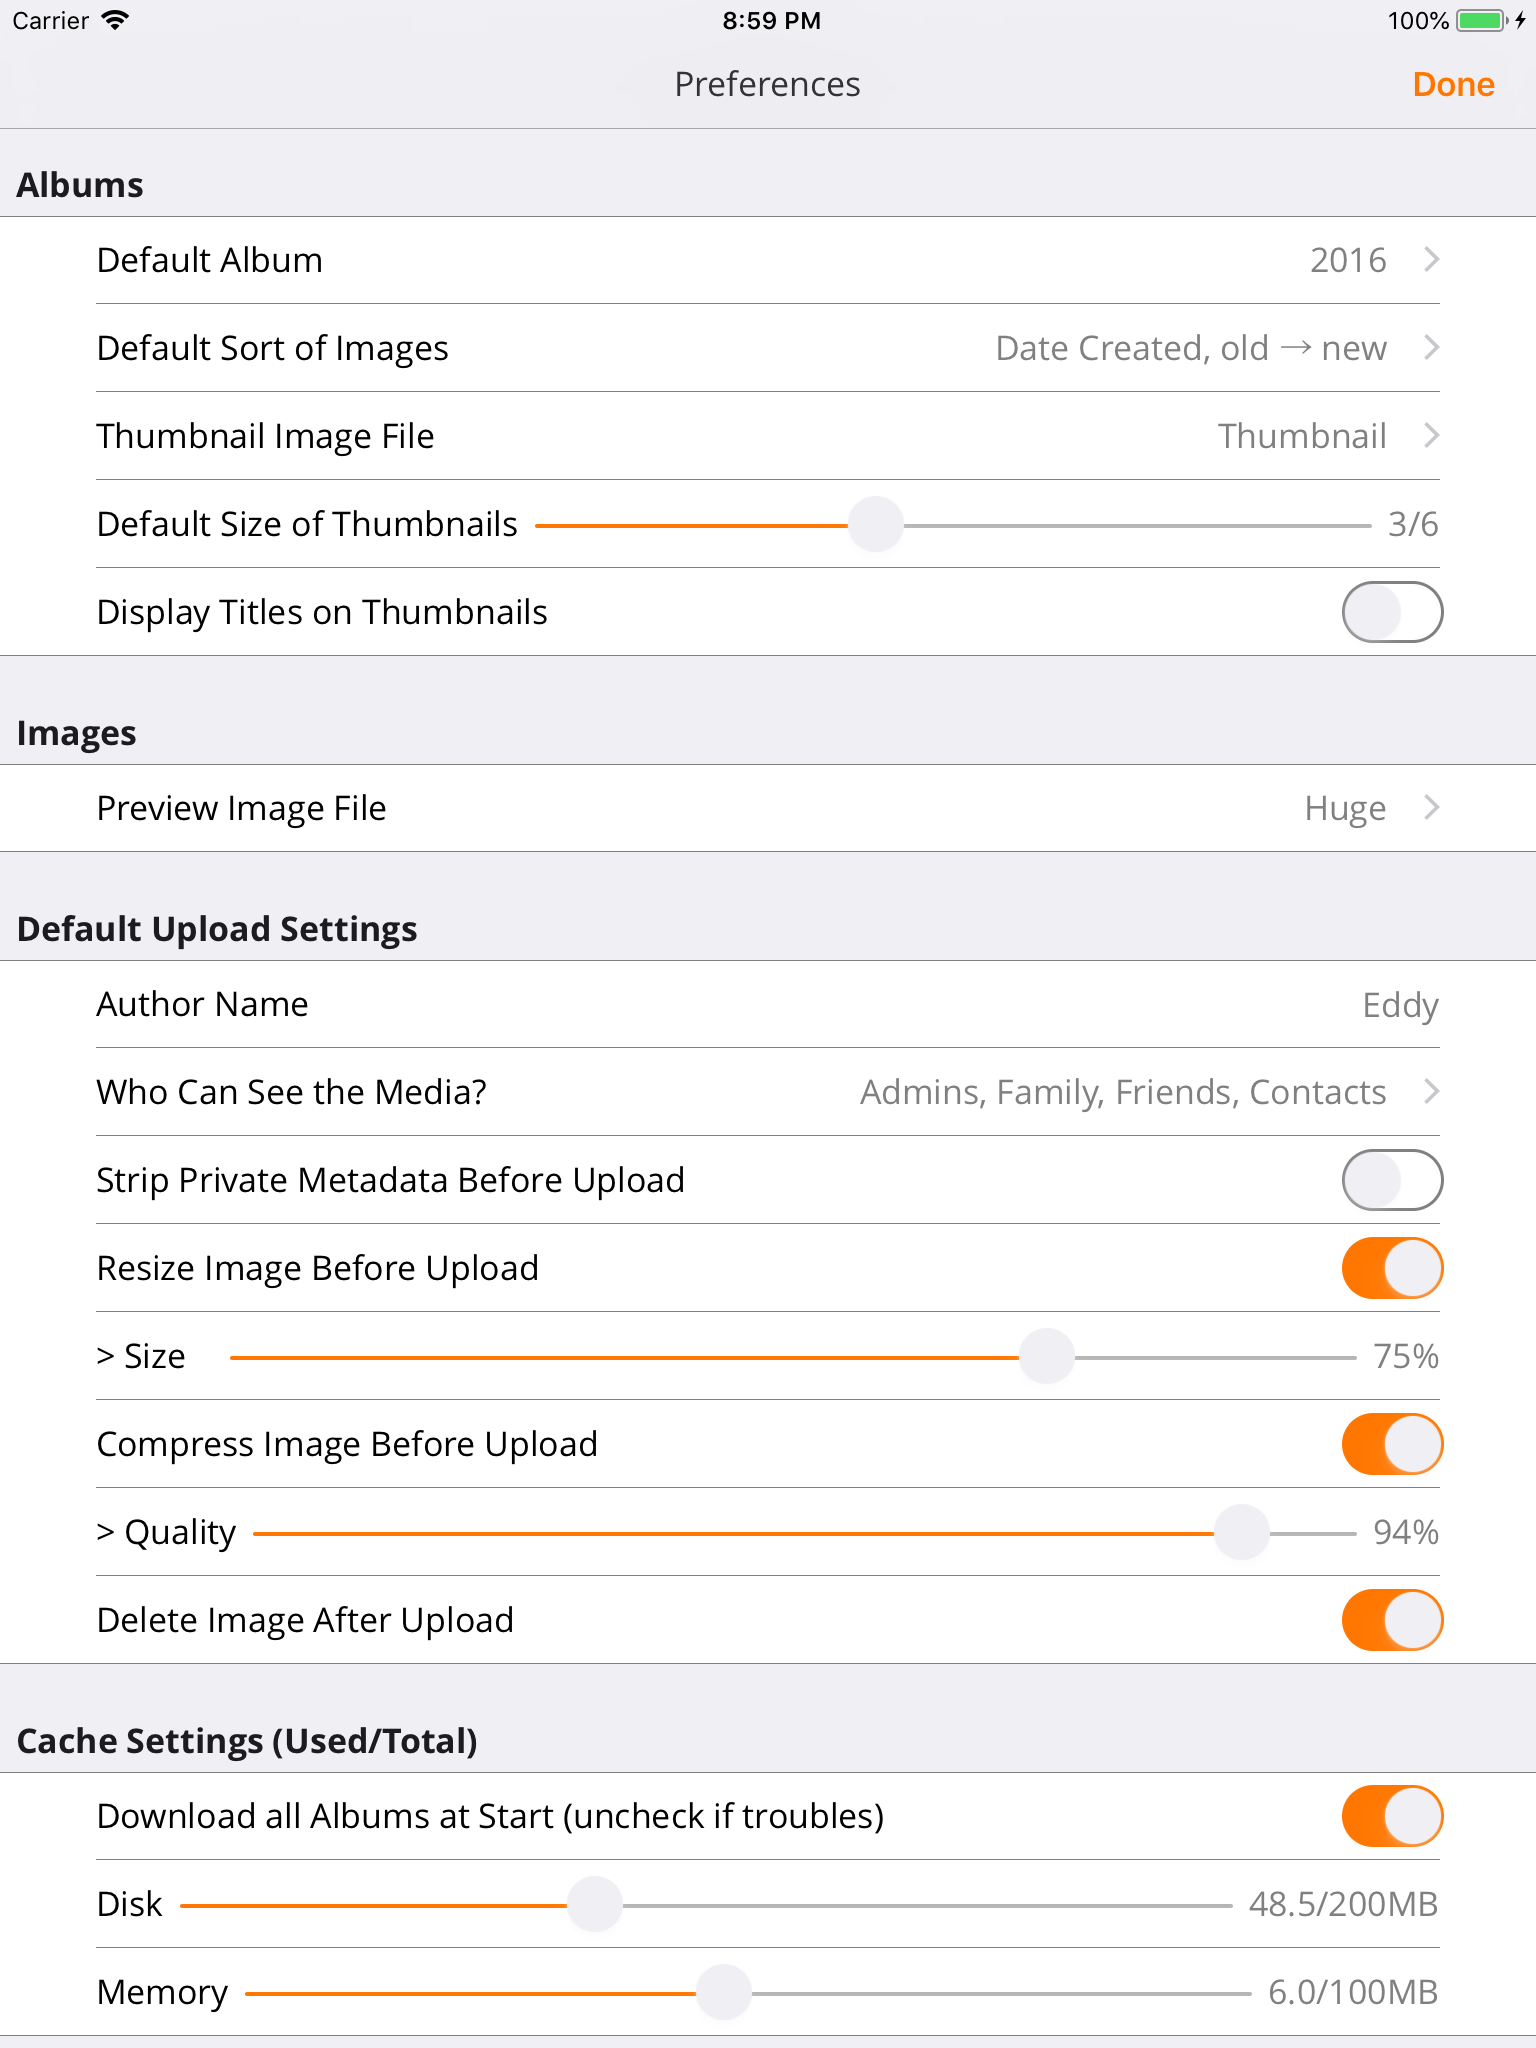 Carrier 8:59 PM 100%
Preferences Done
Albums
Default Album 2016
Default Sort of Images Date Created, old → new
Thumbnail Image File Thumbnail
Default Size of Thumbnails 3/6
Display Titles on Thumbnails
Images
Preview Image File Huge
Default Upload Settings
Author Name Eddy
Who Can See the Media? Admins, Family, Friends, Contacts
Strip Private Metadata Before Upload
Resize Image Before Upload
> Size 75%
Compress Image Before Upload
> Quality 94%
Delete Image After Upload
Cache Settings (Used/Total)
Download all Albums at Start (uncheck if troubles)
Disk 48.5/200MB
Memory 6.0/100MB